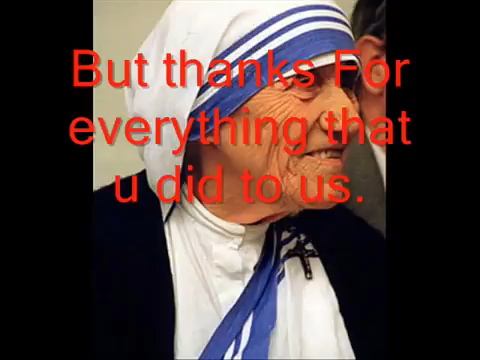 But thanks For
everything that
u did to us.